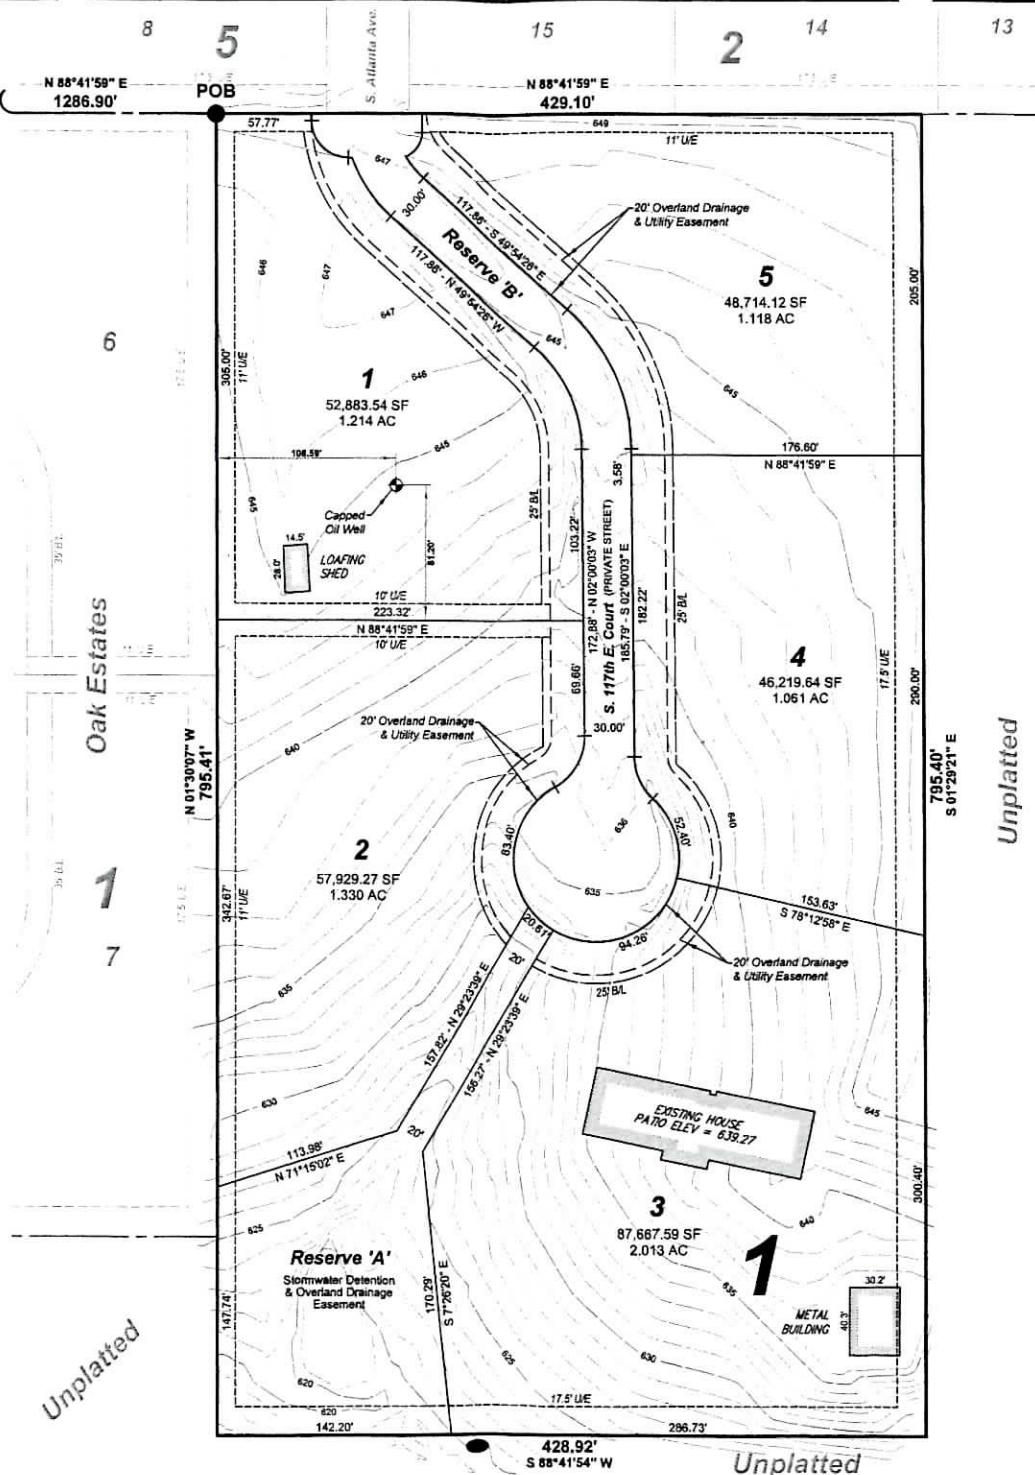 8
5
S. Atlanta Ave.
15
2
14
13
N 88°41'59" E
1286.90'
POB
N 88°41'59" E
429.10'
57.77'
649
11' U/E
647
30.00'
117.86' - S 49°54'26" E
20' Overland Drainage
& Utility Easement
Reserve 'B'
117.86' - N 49°54'26" W
646
647
647
645
5
48,714.12 SF
1.118 AC
205.00'
6
17.5' U/E
305.00'
11' U/E
1
52,883.54 SF
1.214 AC
646
645
645
176.60'
N 88°41'59" E
108.59'
645
Capped
Oil Well
14.5'
28.0'
LOAFING
SHED
81.20'
25' B/L
3.58'
103.22'
172.88' - N 02°00'03" W
S. 117th E. Court (PRIVATE STREET)
185.79' - S 02°00'03" E
182.22'
25' B/L
35' B/L
10' U/E
223.32'
N 88°41'59" E
10' U/E
4
46,219.64 SF
1.061 AC
17.5' U/E
290.00'
Oak Estates
69.66'
30.00'
20' Overland Drainage
& Utility Easement
640
N 01°30'07" W
795.41'
795.40'
S 01°29'21" E
Unplatted
2
57,929.27 SF
1.330 AC
83.40'
636
52.40'
640
635
35' B/L
1
7
17.5' U/E
342.67'
11' U/E
153.63'
S 78°12'58" E
20.61'
94.26'
20'
20' Overland Drainage
& Utility Easement
25' B/L
635
157.82' - N 29°23'39" E
156.27' - N 29°23'39" E
630
20'
EXISTING HOUSE
PATIO ELEV = 639.27
645
113.98'
N 71°15'02" E
300.40'
625
3
87,667.59 SF
2.013 AC
640
1
Reserve 'A'
Stormwater Detention
& Overland Drainage
Easement
170.29'
S 7°26'20" E
635
30.2'
40.3'
METAL
BUILDING
147.74'
625
630
Unplatted
620
620
17.5' U/E
142.20'
286.73'
428.92'
S 88°41'54" W
Unplatted